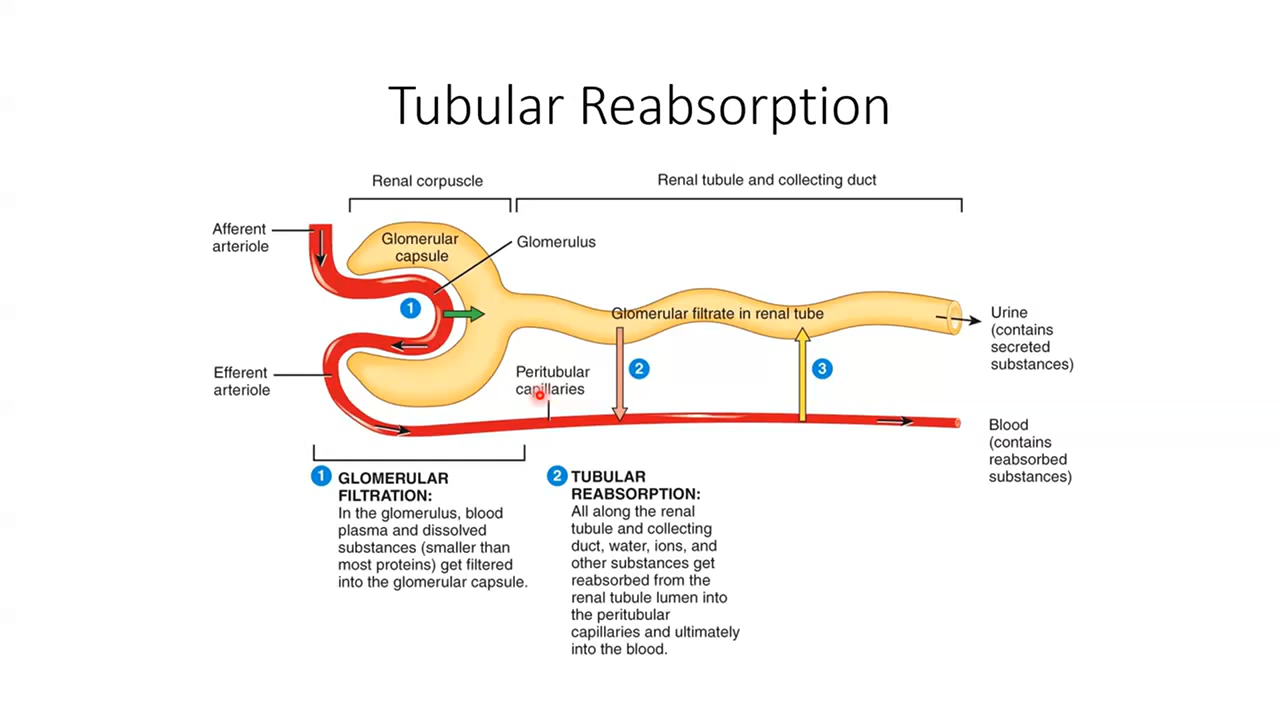 Tubular Reabsorption
Renal corpuscle
Renal tubule and collecting duct
Afferent
arteriole
Glomerular
capsule
Glomerulus
1
Glomerular filtrate in renal tube
Urine
(contains
secreted
substances)
Efferent
arteriole
Peritubular
capillaries
2
3
Blood
(contains
reabsorbed
substances)
1 GLOMERULAR
FILTRATION:
In the glomerulus, blood
plasma and dissolved
substances (smaller than
most proteins) get filtered
into the glomerular capsule.
2 TUBULAR
REABSORPTION:
All along the renal
tubule and collecting
duct, water, ions, and
other substances get
reabsorbed from the
renal tubule lumen into
the peritubular
capillaries and ultimately
into the blood.